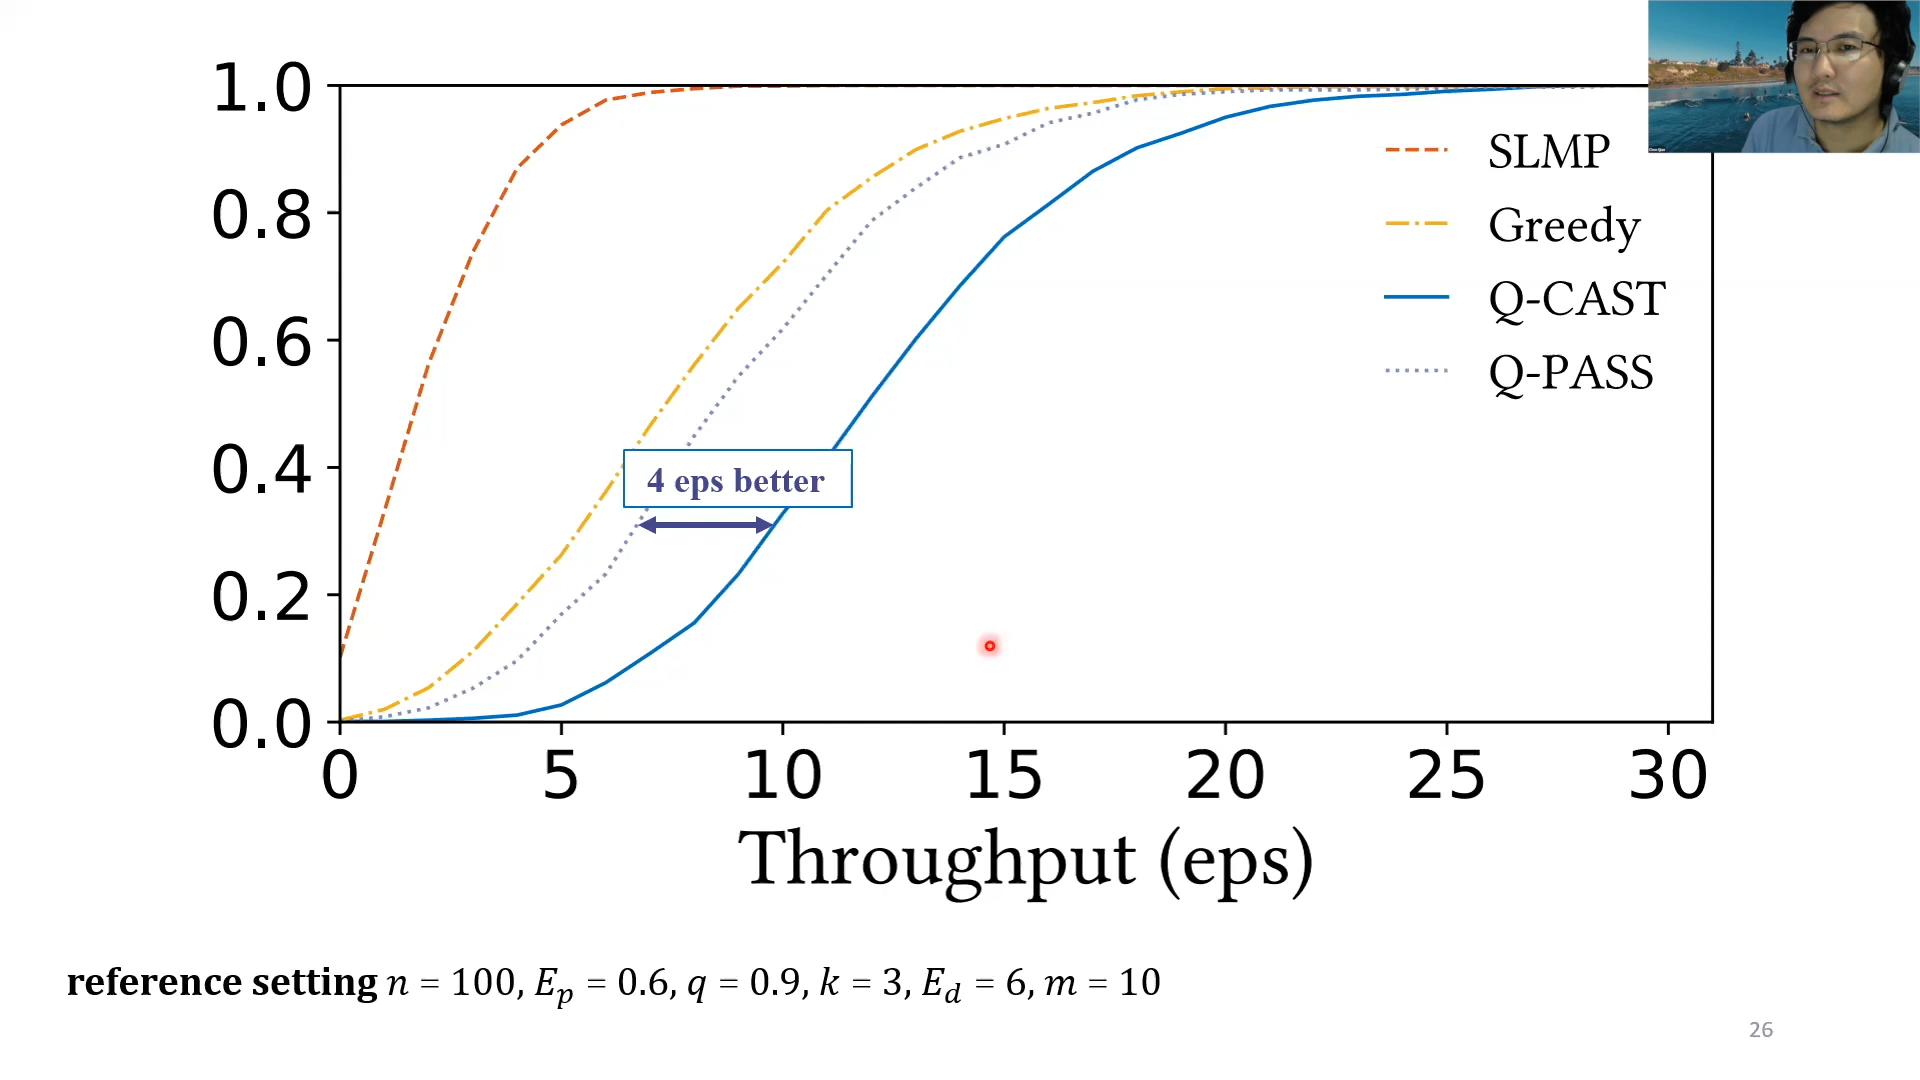 1.0
0.8
0.6
0.4
0.2
0.0
0 5 10 15 20 25 30
Throughput (eps)
SLMP
Greedy
Q-CAST
Q-PASS
4 eps better
reference setting n = 100, E_p = 0.6, q = 0.9, k = 3, E_d = 6, m = 10
26